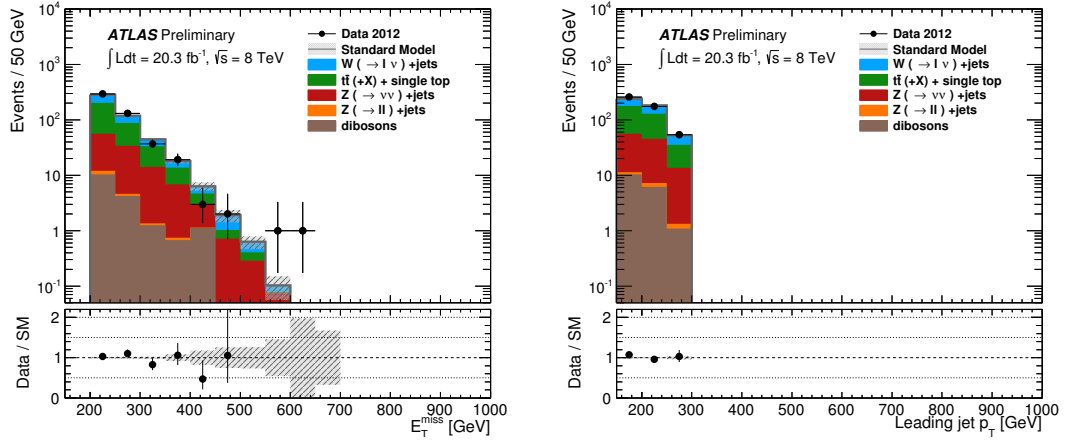 Events / 50 GeV
10⁴
10³
10²
10
1
10⁻¹
ATLAS Preliminary
∫ Ldt = 20.3 fb⁻¹, √s = 8 TeV
Data 2012
Standard Model
W ( → l ν) +jets
tt̄ (+X) + single top
Z ( → νν) +jets
Z ( → ll) +jets
dibosons
Data / SM
2
1
0
200 300 400 500 600 700 800 900 1000
E_T^miss [GeV]
Events / 50 GeV
10⁴
10³
10²
10
1
10⁻¹
ATLAS Preliminary
∫ Ldt = 20.3 fb⁻¹, √s = 8 TeV
Data 2012
Standard Model
W ( → l ν) +jets
tt̄ (+X) + single top
Z ( → νν) +jets
Z ( → ll) +jets
dibosons
Data / SM
2
1
0
200 300 400 500 600 700 800 900 1000
Leading jet p_T [GeV]